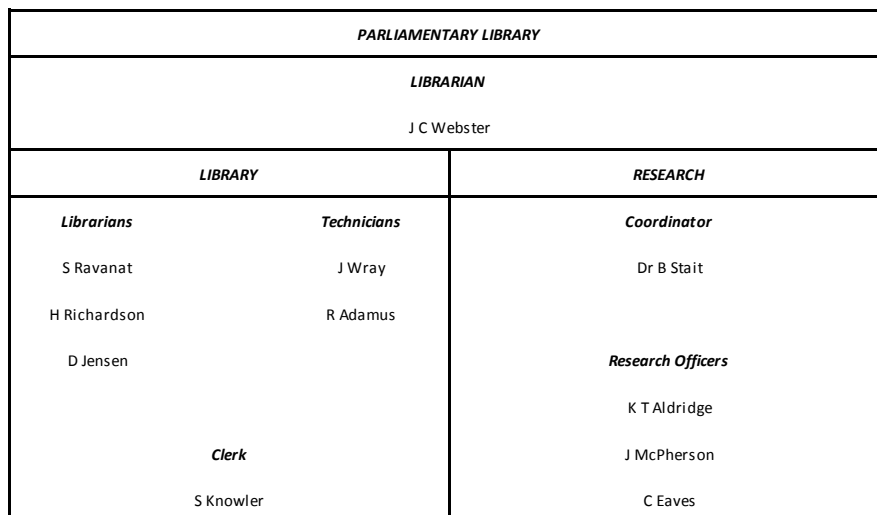 PARLIAMENTARY LIBRARY
LIBRARIAN
J C Webster
LIBRARY
RESEARCH
Librarians
Technicians
S Ravanat
J Wray
H Richardson
R Adamus
D Jensen
Clerk
S Knowler
Coordinator
Dr B Stait
Research Officers
K T Aldridge
J McPherson
C Eaves